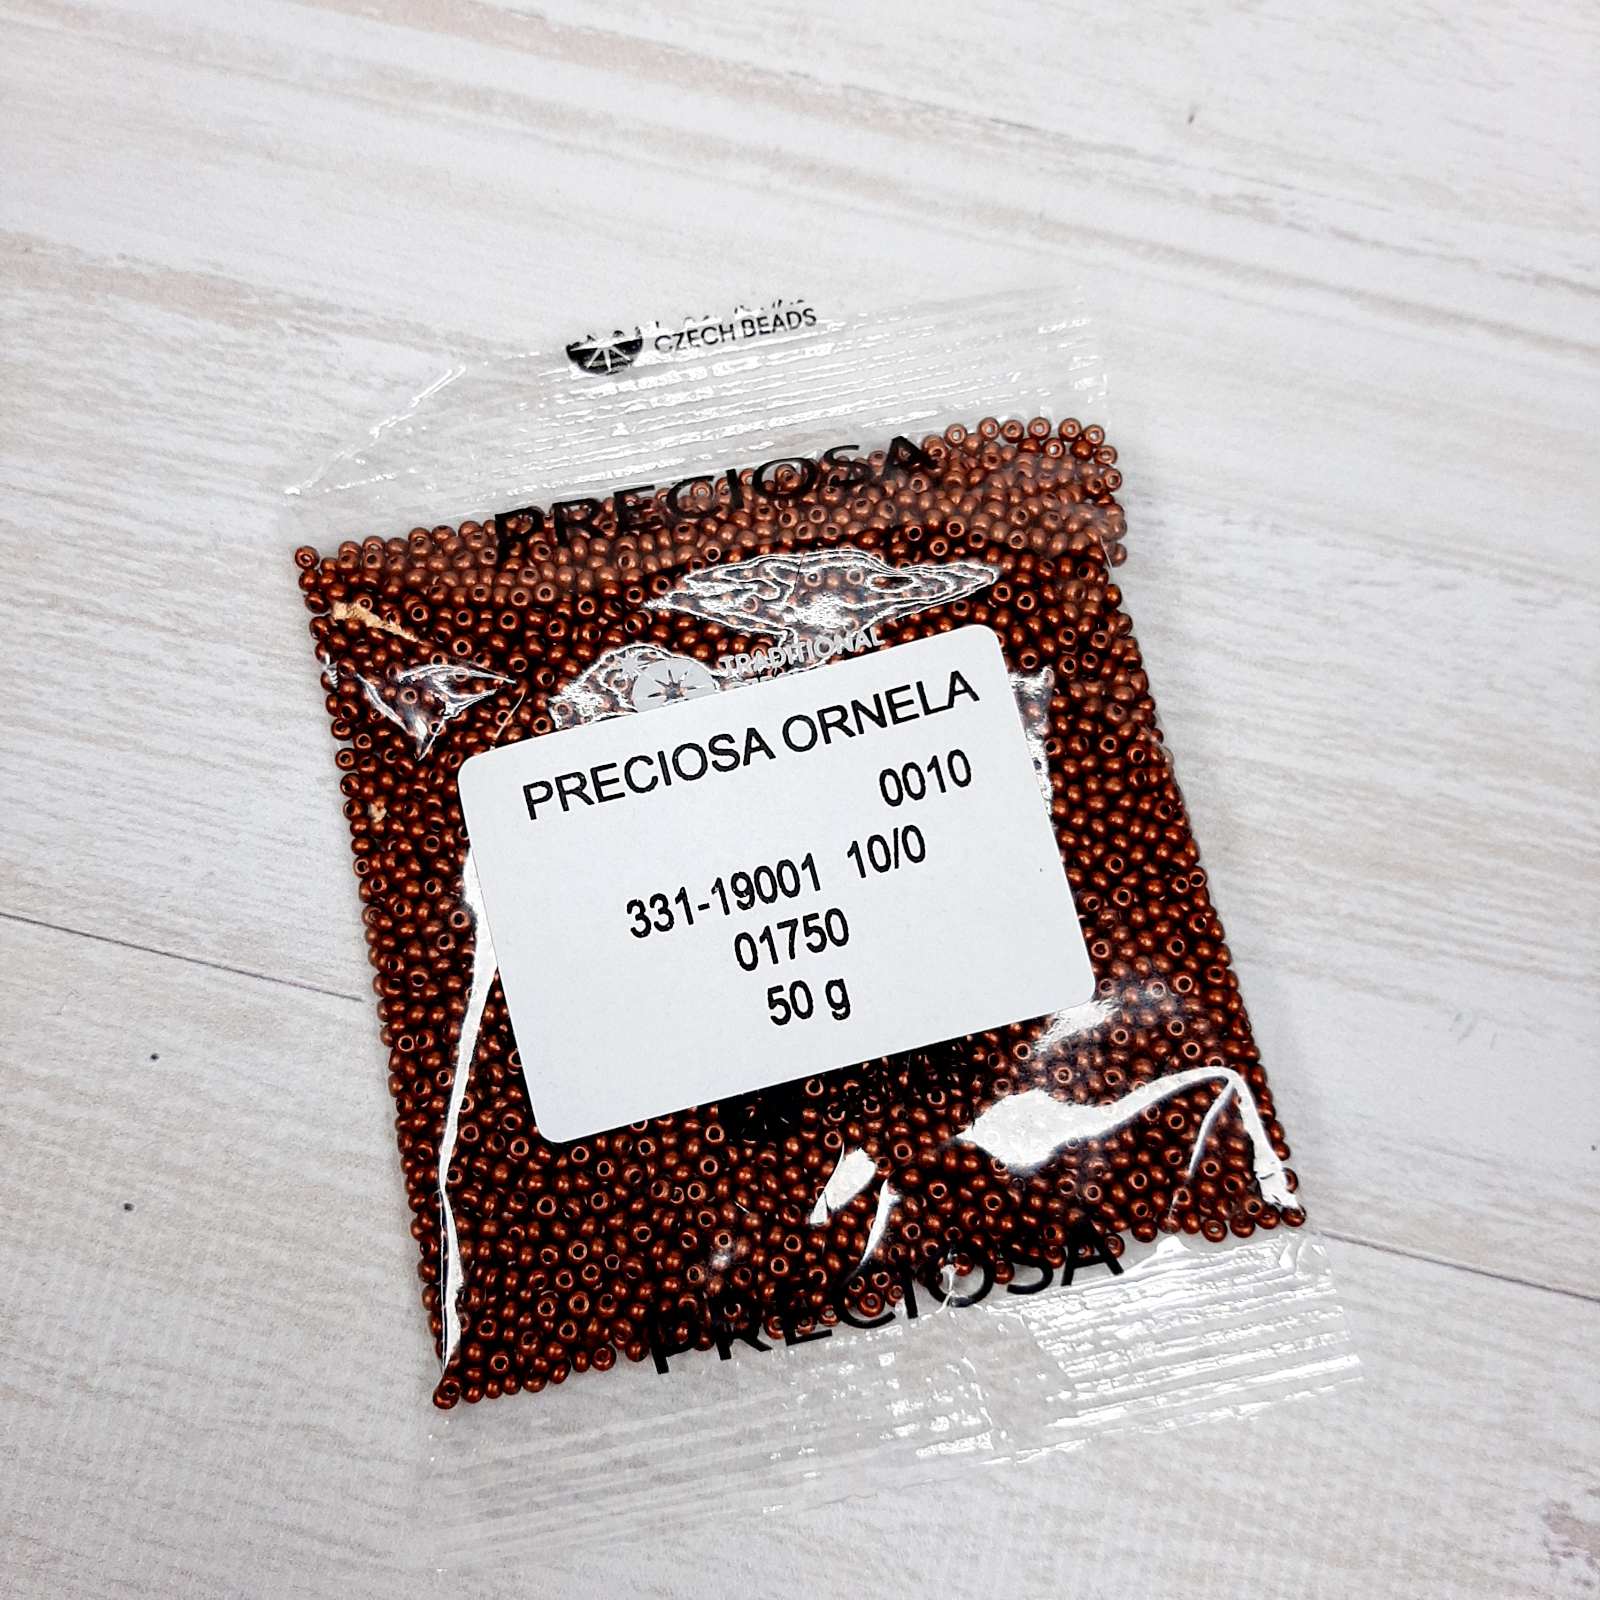 CZECH BEADS
PRECIOSA
TRADITIONAL
PRECIOSA ORNELA
0010
331-19001 10/0
01750
50 g
PRECIOSA